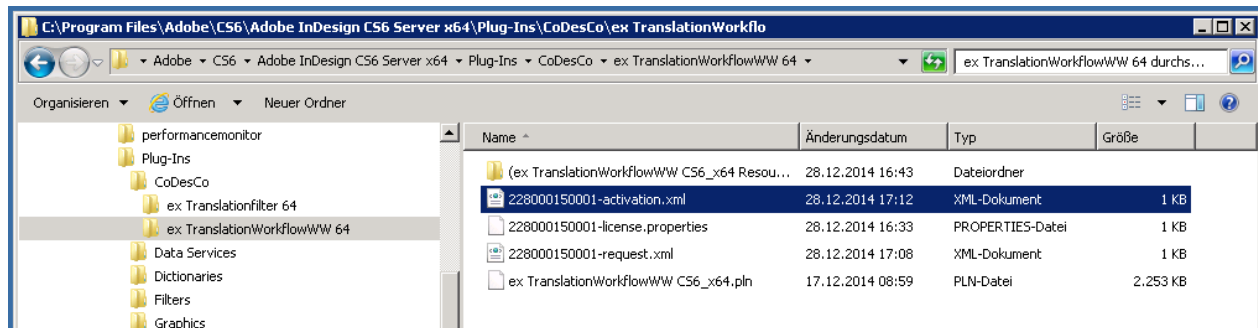 C:\Program Files\Adobe\CS6\Adobe InDesign CS6 Server x64\Plug-Ins\CoDesCo\ex TranslationWorkflo
Adobe CS6 Adobe InDesign CS6 Server x64 Plug-Ins CoDesCo ex TranslationWorkflowWW 64 ex TranslationWorkflowWW 64 durchs...
Organisieren Öffnen Neuer Ordner
performancemonitor
Plug-Ins
CoDesCo
ex Translationfilter 64
ex TranslationWorkflowWW 64
Data Services
Dictionaries
Filters
Graphics
Name Änderungsdatum Typ Größe
(ex TranslationWorkflowWW CS6_x64 Resou... 28.12.2014 16:43 Dateiordner
228000150001-activation.xml 28.12.2014 17:12 XML-Dokument 1 KB
228000150001-license.properties 28.12.2014 16:33 PROPERTIES-Datei 1 KB
228000150001-request.xml 28.12.2014 17:08 XML-Dokument 1 KB
ex TranslationWorkflowWW CS6_x64.pln 17.12.2014 08:59 PLN-Datei 2.253 KB